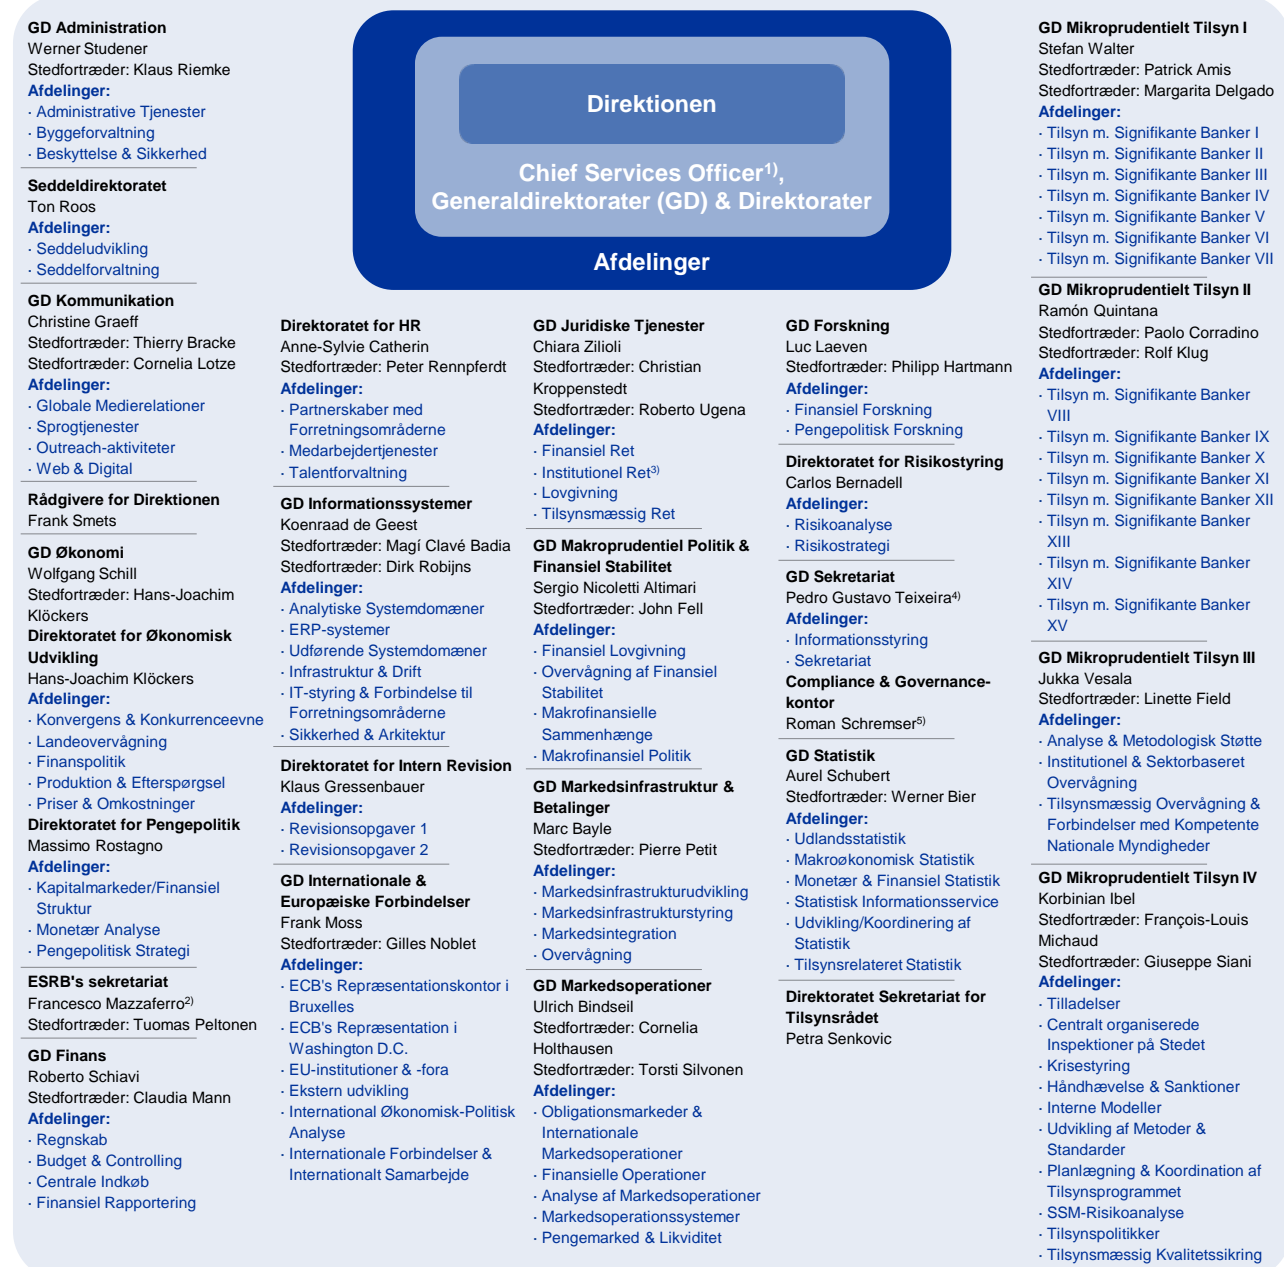 GD Administration
Werner Studener
Stedfortræder: Klaus Riemke
Afdelinger:
· Administrative Tjenester
· Byggeforvaltning
· Beskyttelse & Sikkerhed
Seddeldirektoratet
Ton Roos
Afdelinger:
· Seddeludvikling
· Seddelforvaltning
GD Kommunikation
Christine Graeff
Stedfortræder: Thierry Bracke
Stedfortræder: Cornelia Lotze
Afdelinger:
· Globale Medierelationer
· Sprogtjenester
· Outreach-aktiviteter
· Web & Digital
Rådgivere for Direktionen
Frank Smets
GD Økonomi
Wolfgang Schill
Stedfortræder: Hans-Joachim
Klöckers
Direktoratet for Økonomisk
Udvikling
Hans-Joachim Klöckers
Afdelinger:
· Konvergens & Konkurrenceevne
· Landeovervågning
· Finanspolitik
· Produktion & Efterspørgsel
· Priser & Omkostninger
Direktoratet for Pengepolitik
Massimo Rostagno
Afdelinger:
· Kapitalmarkeder/Finansiel
Struktur
· Monetær Analyse
· Pengepolitisk Strategi
ESRB's sekretariat
Francesco Mazzaferro2)
Stedfortræder: Tuomas Peltonen
GD Finans
Roberto Schiavi
Stedfortræder: Claudia Mann
Afdelinger:
· Regnskab
· Budget & Controlling
· Centrale Indkøb
· Finansiel Rapportering
Direktionen
Chief Services Officer1),
Generaldirektorater (GD) & Direktorater
Afdelinger
Direktoratet for HR
Anne-Sylvie Catherin
Stedfortræder: Peter Rennpferdt
Afdelinger:
· Partnerskaber med
Forretningsområderne
· Medarbejdertjenester
· Talentforvaltning
GD Informationssystemer
Koenraad de Geest
Stedfortræder: Magí Clavé Badia
Stedfortræder: Dirk Robijns
Afdelinger:
· Analytiske Systemdomæner
· ERP-systemer
· Udførende Systemdomæner
· Infrastruktur & Drift
· IT-styring & Forbindelse til
Forretningsområderne
· Sikkerhed & Arkitektur
Direktoratet for Intern Revision
Klaus Gressenbauer
Afdelinger:
· Revisionsopgaver 1
· Revisionsopgaver 2
GD Internationale &
Europæiske Forbindelser
Frank Moss
Stedfortræder: Gilles Noblet
Afdelinger:
· ECB's Repræsentationskontor i
Bruxelles
· ECB's Repræsentation i
Washington D.C.
· EU-institutioner & -fora
· Ekstern udvikling
· International Økonomisk-Politisk
Analyse
· Internationale Forbindelser &
Internationalt Samarbejde
GD Juridiske Tjenester
Chiara Zilioli
Stedfortræder: Christian
Kroppenstedt
Stedfortræder: Roberto Ugena
Afdelinger:
· Finansiel Ret
· Institutionel Ret3)
· Lovgivning
· Tilsynsmæssig Ret
GD Makroprudentiel Politik &
Finansiel Stabilitet
Sergio Nicoletti Altimari
Stedfortræder: John Fell
Afdelinger:
· Finansiel Lovgivning
· Overvågning af Finansiel
Stabilitet
· Makrofinansielle
Sammenhænge
· Makrofinansiel Politik
GD Markedsinfrastruktur &
Betalinger
Marc Bayle
Stedfortræder: Pierre Petit
Afdelinger:
· Markedsinfrastrukturudvikling
· Markedsinfrastrukturstyring
· Markedsintegration
· Overvågning
GD Markedsoperationer
Ulrich Bindseil
Stedfortræder: Cornelia
Holthausen
Stedfortræder: Torsti Silvonen
Afdelinger:
· Obligationsmarkeder &
Internationale
Markedsoperationer
· Finansielle Operationer
· Analyse af Markedsoperationer
· Markedsoperationssystemer
· Pengemarked & Likviditet
GD Forskning
Luc Laeven
Stedfortræder: Philipp Hartmann
Afdelinger:
· Finansiel Forskning
· Pengepolitisk Forskning
Direktoratet for Risikostyring
Carlos Bernadell
Afdelinger:
· Risikoanalyse
· Risikostrategi
GD Sekretariat
Pedro Gustavo Teixeira4)
Afdelinger:
· Informationsstyring
· Sekretariat
Compliance & Governance-
kontor
Roman Schremser5)
GD Statistik
Aurel Schubert
Stedfortræder: Werner Bier
Afdelinger:
· Udlandsstatistik
· Makroøkonomisk Statistik
· Monetær & Finansiel Statistik
· Statistisk Informationsservice
· Udvikling/Koordinering af
Statistik
· Tilsynsrelateret Statistik
Direktoratet Sekretariat for
Tilsynsrådet
Petra Senkovic
GD Mikroprudentielt Tilsyn I
Stefan Walter
Stedfortræder: Patrick Amis
Stedfortræder: Margarita Delgado
Afdelinger:
· Tilsyn m. Signifikante Banker I
· Tilsyn m. Signifikante Banker II
· Tilsyn m. Signifikante Banker III
· Tilsyn m. Signifikante Banker IV
· Tilsyn m. Signifikante Banker V
· Tilsyn m. Signifikante Banker VI
· Tilsyn m. Signifikante Banker VII
GD Mikroprudentielt Tilsyn II
Ramón Quintana
Stedfortræder: Paolo Corradino
Stedfortræder: Rolf Klug
Afdelinger:
· Tilsyn m. Signifikante Banker
VIII
· Tilsyn m. Signifikante Banker IX
· Tilsyn m. Signifikante Banker X
· Tilsyn m. Signifikante Banker XI
· Tilsyn m. Signifikante Banker XII
· Tilsyn m. Signifikante Banker
XIII
· Tilsyn m. Signifikante Banker
XIV
· Tilsyn m. Signifikante Banker
XV
GD Mikroprudentielt Tilsyn III
Jukka Vesala
Stedfortræder: Linette Field
Afdelinger:
· Analyse & Metodologisk Støtte
· Institutionel & Sektorbaseret
Overvågning
· Tilsynsmæssig Overvågning &
Forbindelser med Kompetente
Nationale Myndigheder
GD Mikroprudentielt Tilsyn IV
Korbinian Ibel
Stedfortræder: François-Louis
Michaud
Stedfortræder: Giuseppe Siani
Afdelinger:
· Tilladelser
· Centralt organiserede
Inspektioner på Stedet
· Krisestyring
· Håndhævelse & Sanktioner
· Interne Modeller
· Udvikling af Metoder &
Standarder
· Planlægning & Koordination af
Tilsynsprogrammet
· SSM-Risikoanalyse
· Tilsynspolitikker
· Tilsynsmæssig Kvalitetssikring